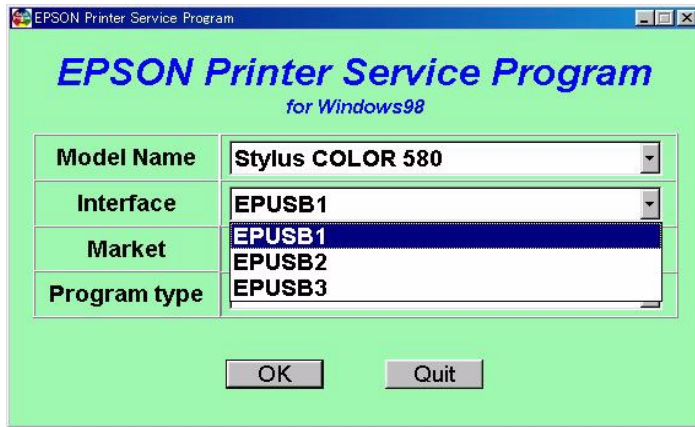 EPSON Printer Service Program
EPSON Printer Service Program
for Windows98
Model Name
Stylus COLOR 580
Interface
EPUSB1
EPUSB1
Market
EPUSB2
Program type
EPUSB3
OK
Quit